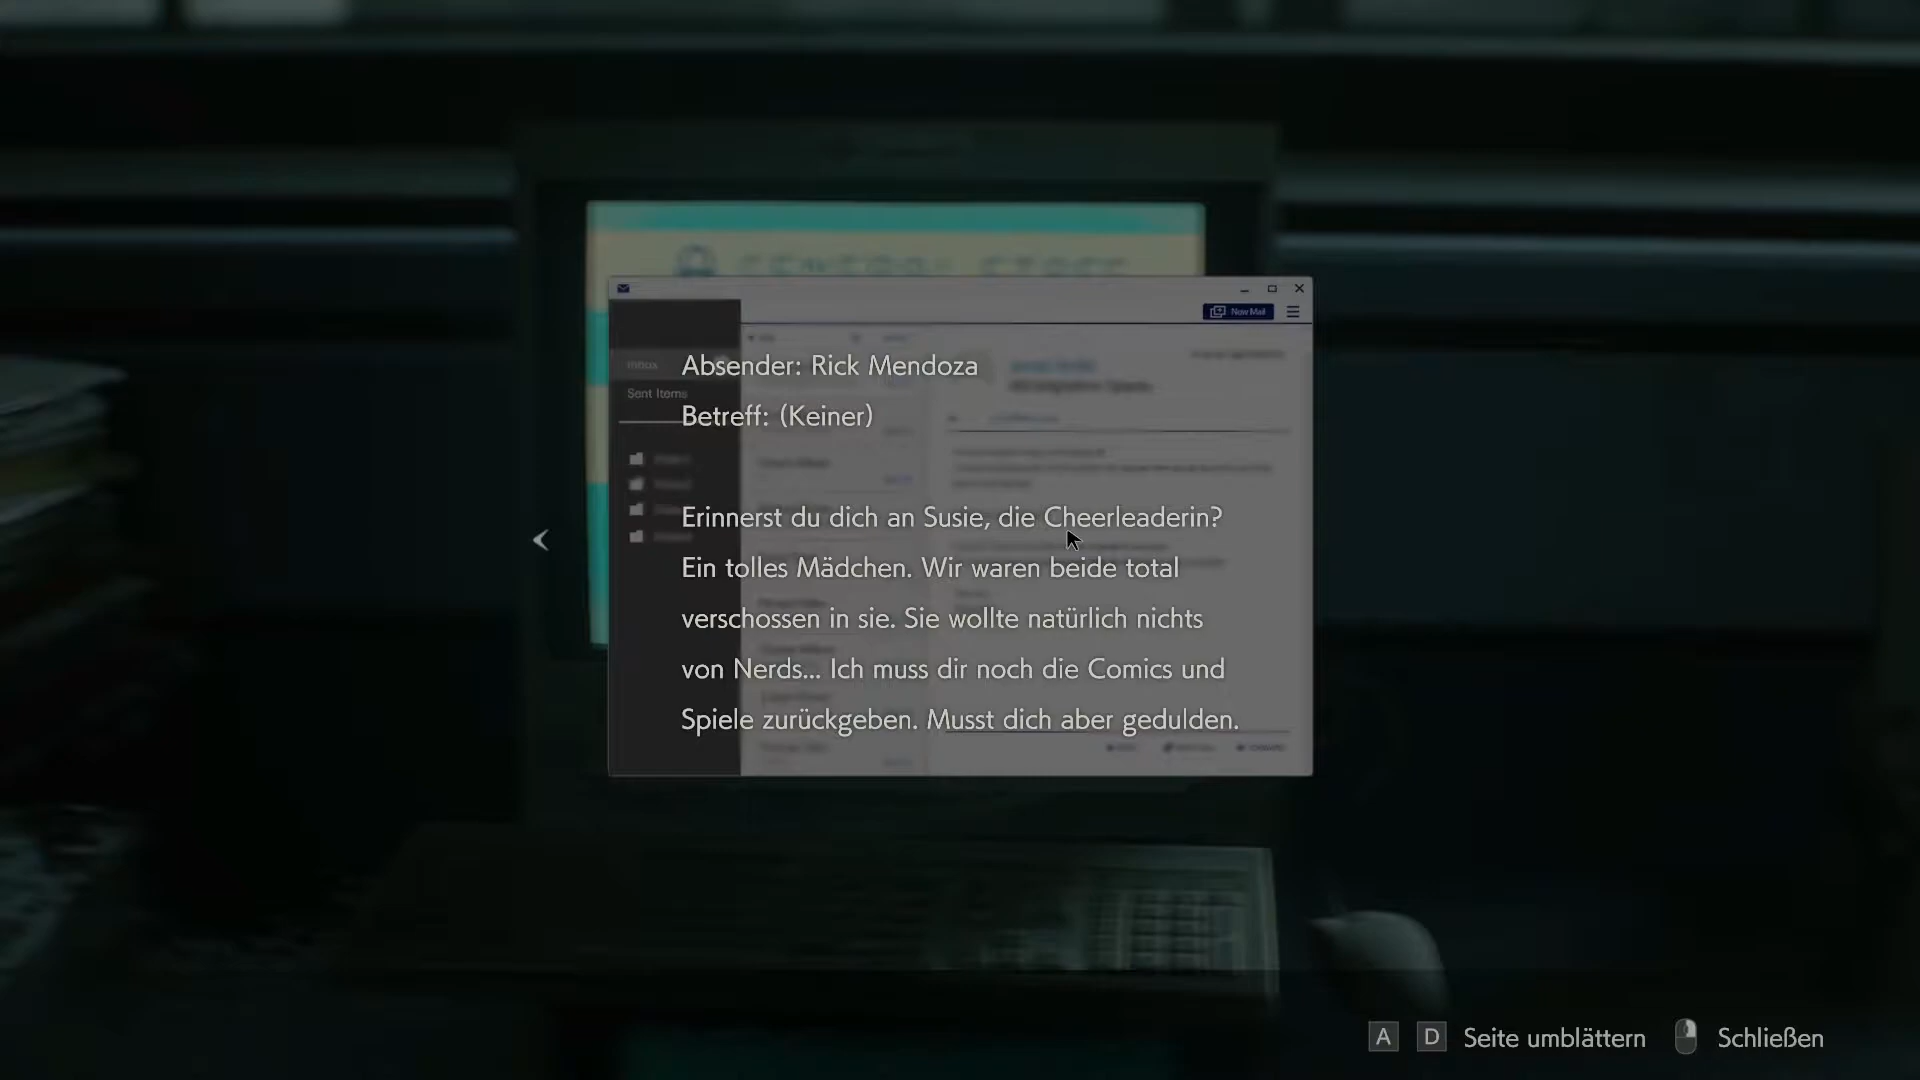 New Mail
Inbox
Sent Items
Absender: Rick Mendoza
Betreff: (Keiner)
Erinnerst du dich an Susie, die Cheerleaderin?
Ein tolles Mädchen. Wir waren beide total
verschossen in sie. Sie wollte natürlich nichts
von Nerds... Ich muss dir noch die Comics und
Spiele zurückgeben. Musst dich aber gedulden.
A D Seite umblättern Schließen